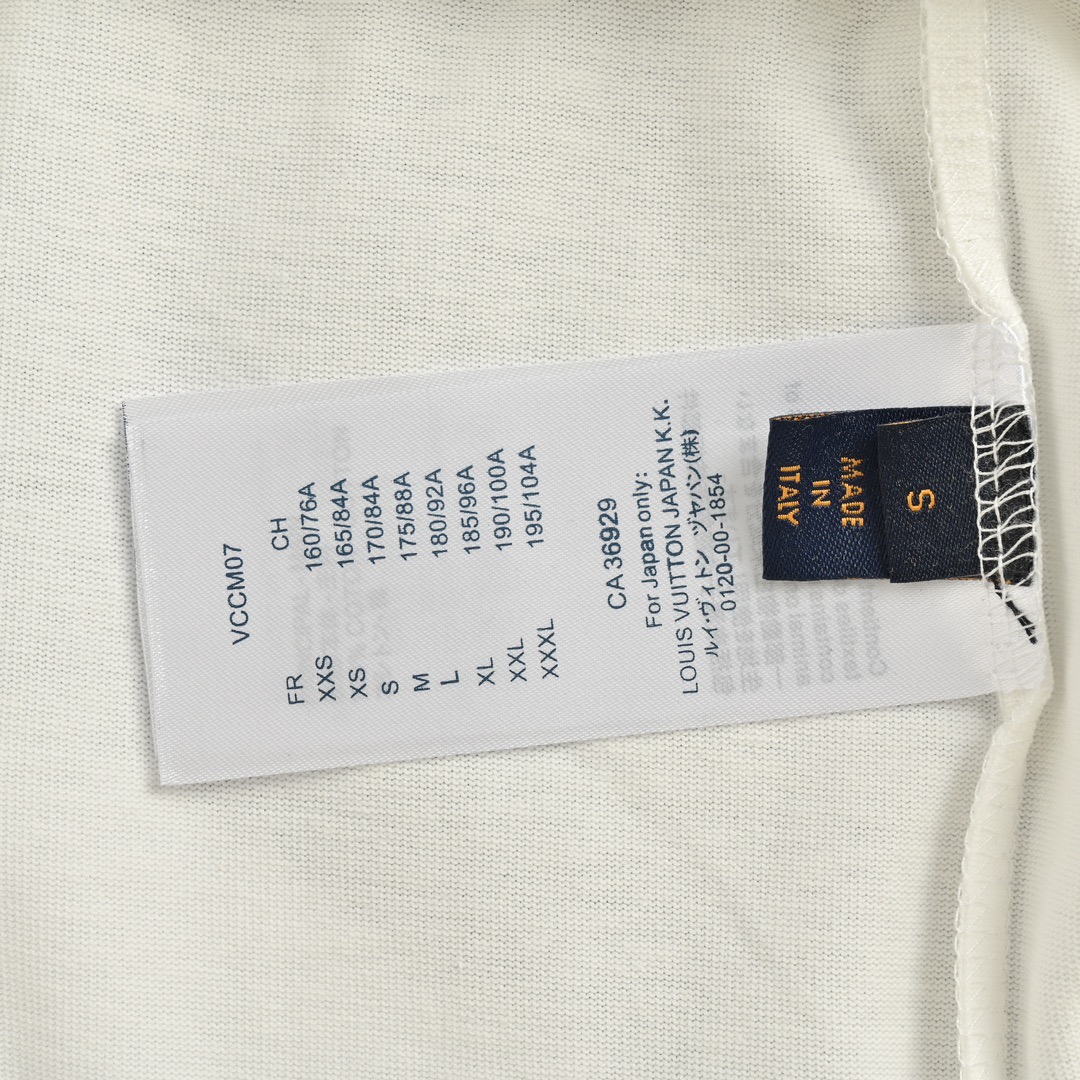 VCCM07
FR CH
XXS 160/76A
XS 165/84A
S 170/84A
M 175/88A
L 180/92A
XL 185/96A
XXL 190/100A
XXXL 195/104A
CA 36929
For Japan only:
LOUIS VUITTON JAPAN K.K.
ルイ・ヴィトン ジャパン(株)
0120-00-1854
MADE
IN
ITALY
S